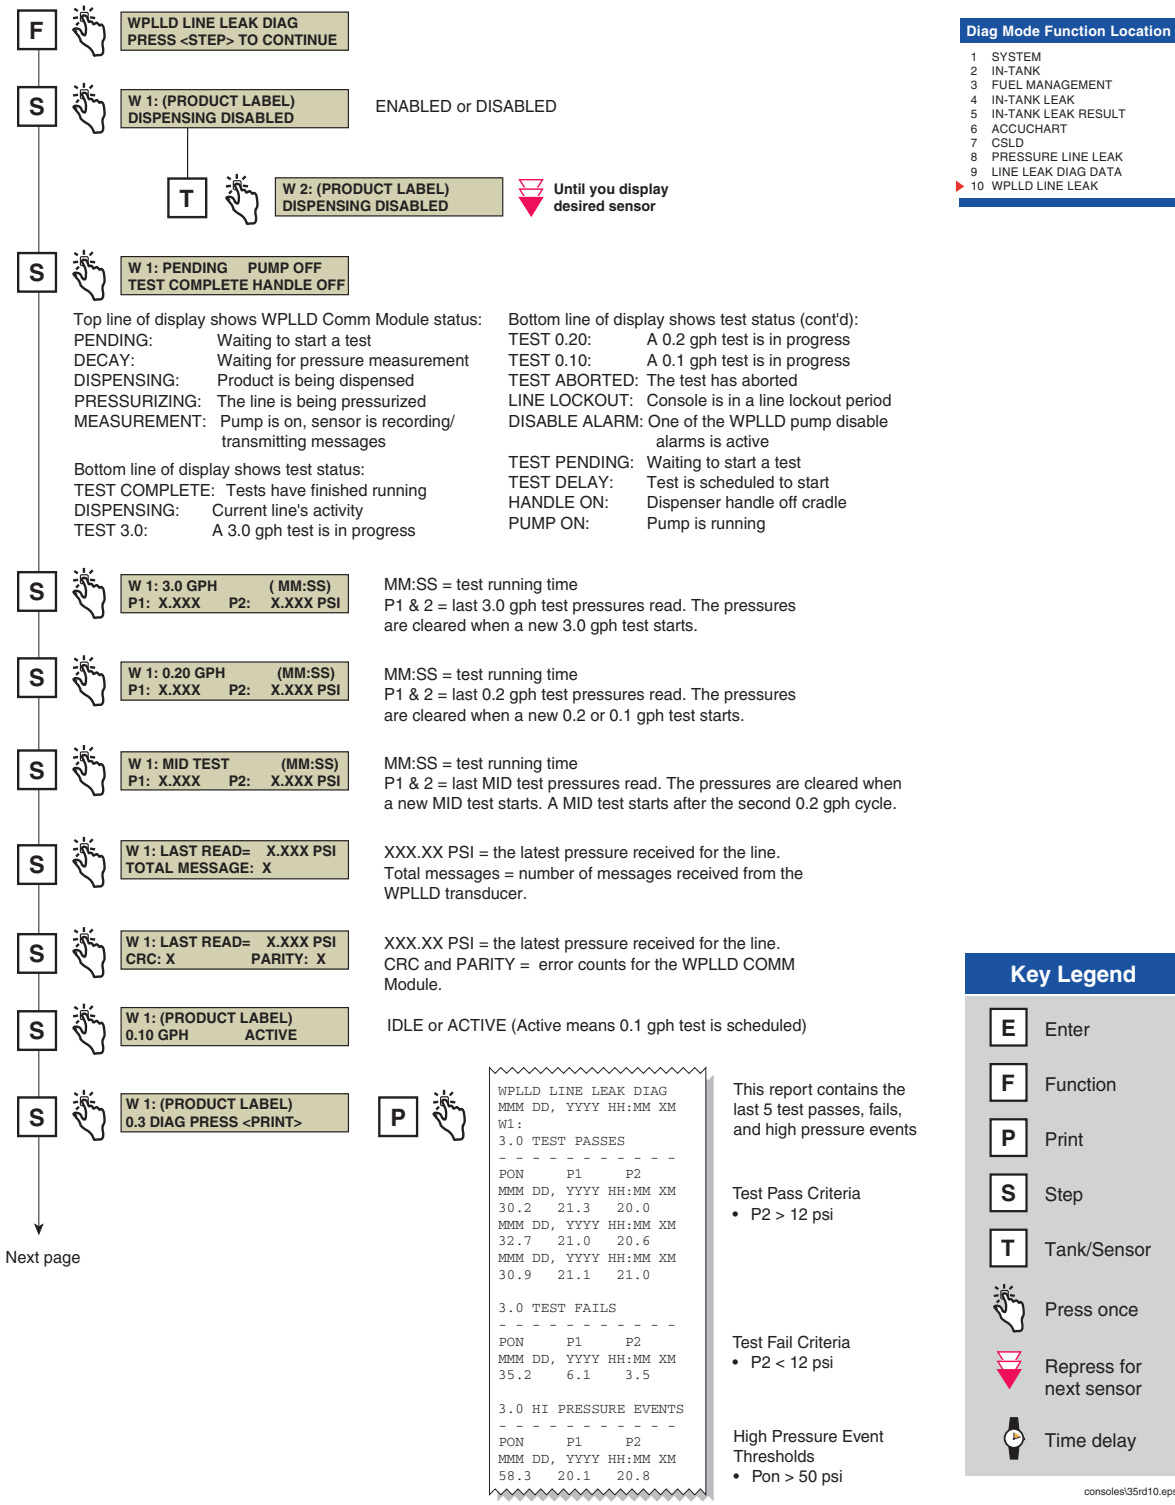 F
WPLLD LINE LEAK DIAG
PRESS <STEP> TO CONTINUE
Diag Mode Function Location
1 SYSTEM
2 IN-TANK
3 FUEL MANAGEMENT
4 IN-TANK LEAK
5 IN-TANK LEAK RESULT
6 ACCUCHART
7 CSLD
8 PRESSURE LINE LEAK
9 LINE LEAK DIAG DATA
10 WPLLD LINE LEAK
S
W 1: (PRODUCT LABEL)
DISPENSING DISABLED
ENABLED or DISABLED
T
W 2: (PRODUCT LABEL)
DISPENSING DISABLED
Until you display
desired sensor
S
W 1: PENDING PUMP OFF
TEST COMPLETE HANDLE OFF
Top line of display shows WPLLD Comm Module status:
PENDING: Waiting to start a test
DECAY: Waiting for pressure measurement
DISPENSING: Product is being dispensed
PRESSURIZING: The line is being pressurized
MEASUREMENT: Pump is on, sensor is recording/
transmitting messages
Bottom line of display shows test status:
TEST COMPLETE: Tests have finished running
DISPENSING: Current line's activity
TEST 3.0: A 3.0 gph test is in progress
Bottom line of display shows test status (cont'd):
TEST 0.20: A 0.2 gph test is in progress
TEST 0.10: A 0.1 gph test is in progress
TEST ABORTED: The test has aborted
LINE LOCKOUT: Console is in a line lockout period
DISABLE ALARM: One of the WPLLD pump disable
alarms is active
TEST PENDING: Waiting to start a test
TEST DELAY: Test is scheduled to start
HANDLE ON: Dispenser handle off cradle
PUMP ON: Pump is running
S
W 1: 3.0 GPH ( MM:SS)
P1: X.XXX P2: X.XXX PSI
MM:SS = test running time
P1 & 2 = last 3.0 gph test pressures read. The pressures
are cleared when a new 3.0 gph test starts.
S
W 1: 0.20 GPH (MM:SS)
P1: X.XXX P2: X.XXX PSI
MM:SS = test running time
P1 & 2 = last 0.2 gph test pressures read. The pressures
are cleared when a new 0.2 or 0.1 gph test starts.
S
W 1: MID TEST (MM:SS)
P1: X.XXX P2: X.XXX PSI
MM:SS = test running time
P1 & 2 = last MID test pressures read. The pressures are cleared when
a new MID test starts. A MID test starts after the second 0.2 gph cycle.
S
W 1: LAST READ= X.XXX PSI
TOTAL MESSAGE: X
XXX.XX PSI = the latest pressure received for the line.
Total messages = number of messages received from the
WPLLD transducer.
S
W 1: LAST READ= X.XXX PSI
CRC: X PARITY: X
XXX.XX PSI = the latest pressure received for the line.
CRC and PARITY = error counts for the WPLLD COMM
Module.
S
W 1: (PRODUCT LABEL)
0.10 GPH ACTIVE
IDLE or ACTIVE (Active means 0.1 gph test is scheduled)
S
W 1: (PRODUCT LABEL)
0.3 DIAG PRESS <PRINT>
P
Next page
WPLLD LINE LEAK DIAG
MMM DD, YYYY HH:MM XM
W1:
3.0 TEST PASSES
- - - - - - - - - - -
PON P1 P2
MMM DD, YYYY HH:MM XM
30.2 21.3 20.0
MMM DD, YYYY HH:MM XM
32.7 21.0 20.6
MMM DD, YYYY HH:MM XM
30.9 21.1 21.0
3.0 TEST FAILS
- - - - - - - - - - -
PON P1 P2
MMM DD, YYYY HH:MM XM
35.2 6.1 3.5
3.0 HI PRESSURE EVENTS
- - - - - - - - - - -
PON P1 P2
MMM DD, YYYY HH:MM XM
58.3 20.1 20.8
This report contains the
last 5 test passes, fails,
and high pressure events
Test Pass Criteria
• P2 > 12 psi
Test Fail Criteria
• P2 < 12 psi
High Pressure Event
Thresholds
• Pon > 50 psi
Key Legend
E Enter
F Function
P Print
S Step
T Tank/Sensor
Press once
Repress for
next sensor
Time delay
consoles\35rd10.eps